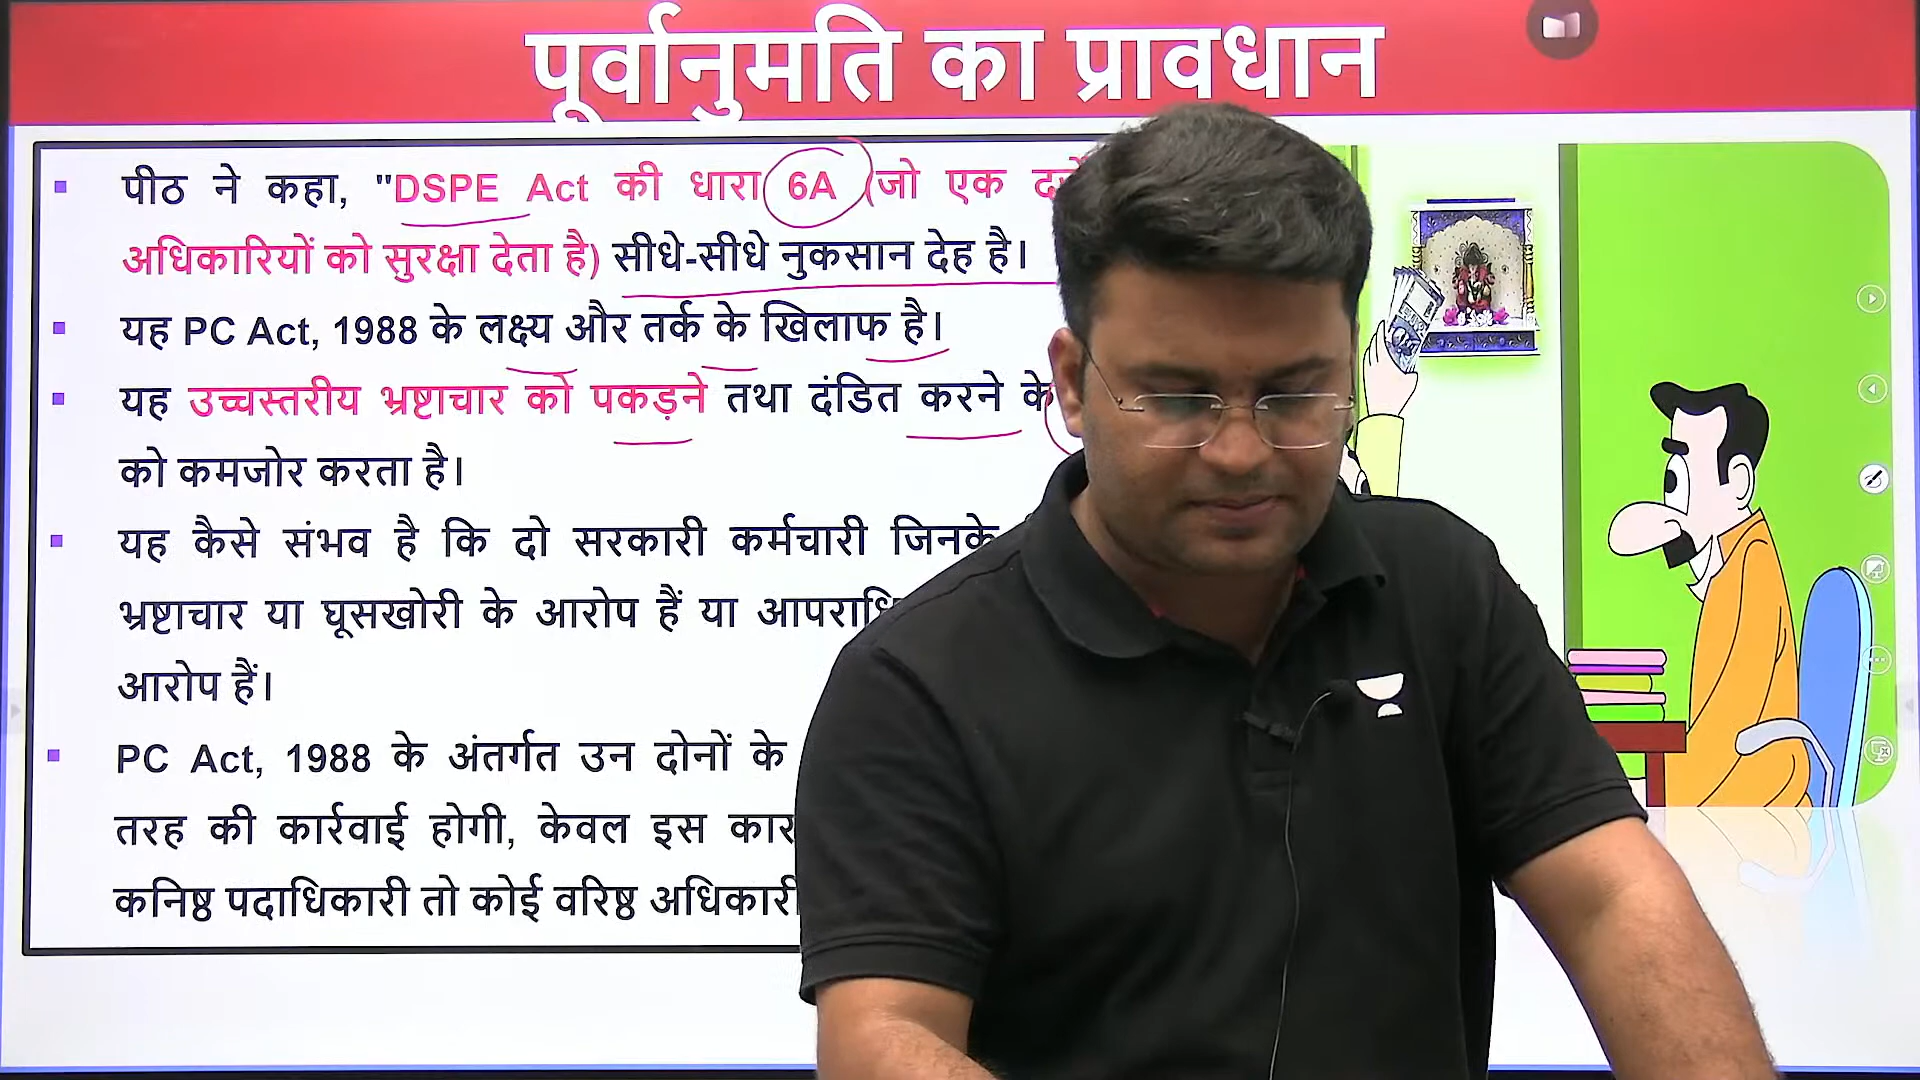 पूर्वानुमति का प्रावधान
पीठ ने कहा, "DSPE Act की धारा 6A (जो एक
अधिकारियों को सुरक्षा देता है) सीधे-सीधे नुकसान देह है।
यह PC Act, 1988 के लक्ष्य और तर्क के खिलाफ है।
यह उच्चस्तरीय भ्रष्टाचार को पकड़ने तथा दंडित करने के
को कमजोर करता है।
यह कैसे संभव है कि दो सरकारी कर्मचारी जिनके
भ्रष्टाचार या घूसखोरी के आरोप हैं या
आरोप हैं।
PC Act, 1988 के अंतर्गत उन दोनों के
तरह की कार्रवाई होगी, केवल इस
कनिष्ठ पदाधिकारी तो कोई वरिष्ठ अधिकारी